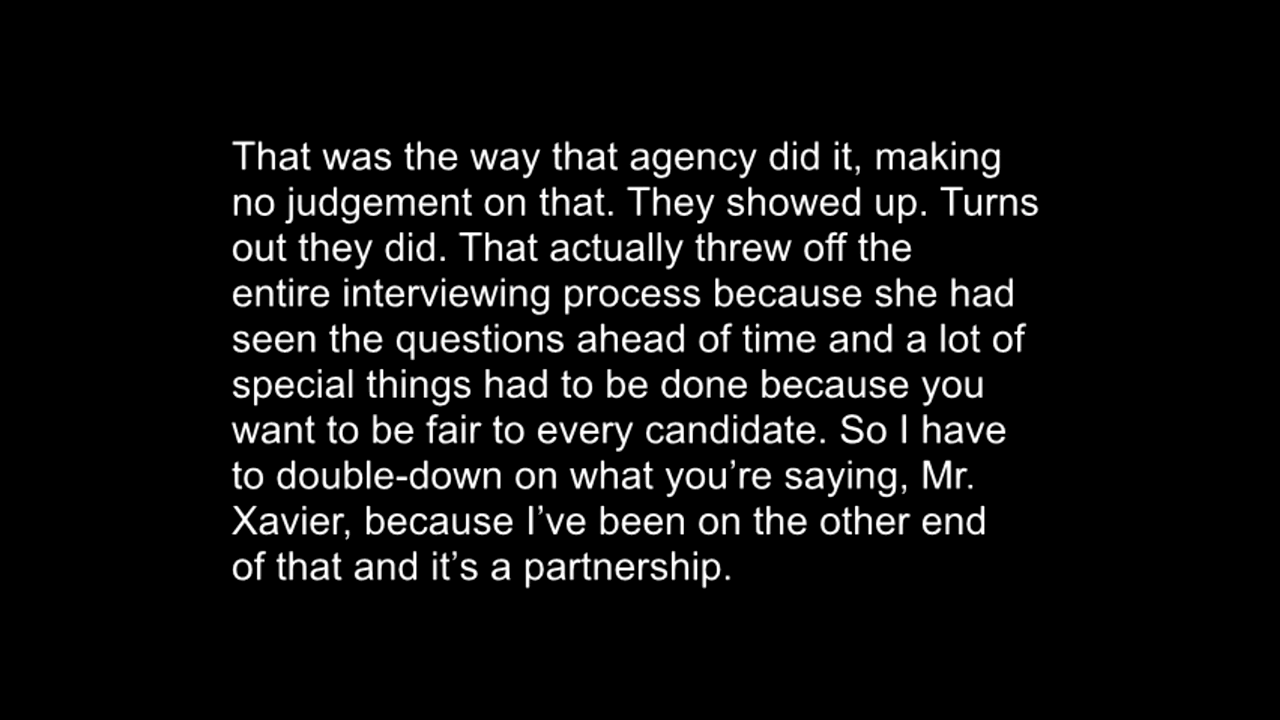 That was the way that agency did it, making
no judgement on that. They showed up. Turns
out they did. That actually threw off the
entire interviewing process because she had
seen the questions ahead of time and a lot of
special things had to be done because you
want to be fair to every candidate. So I have
to double-down on what you’re saying, Mr.
Xavier, because I’ve been on the other end
of that and it’s a partnership.